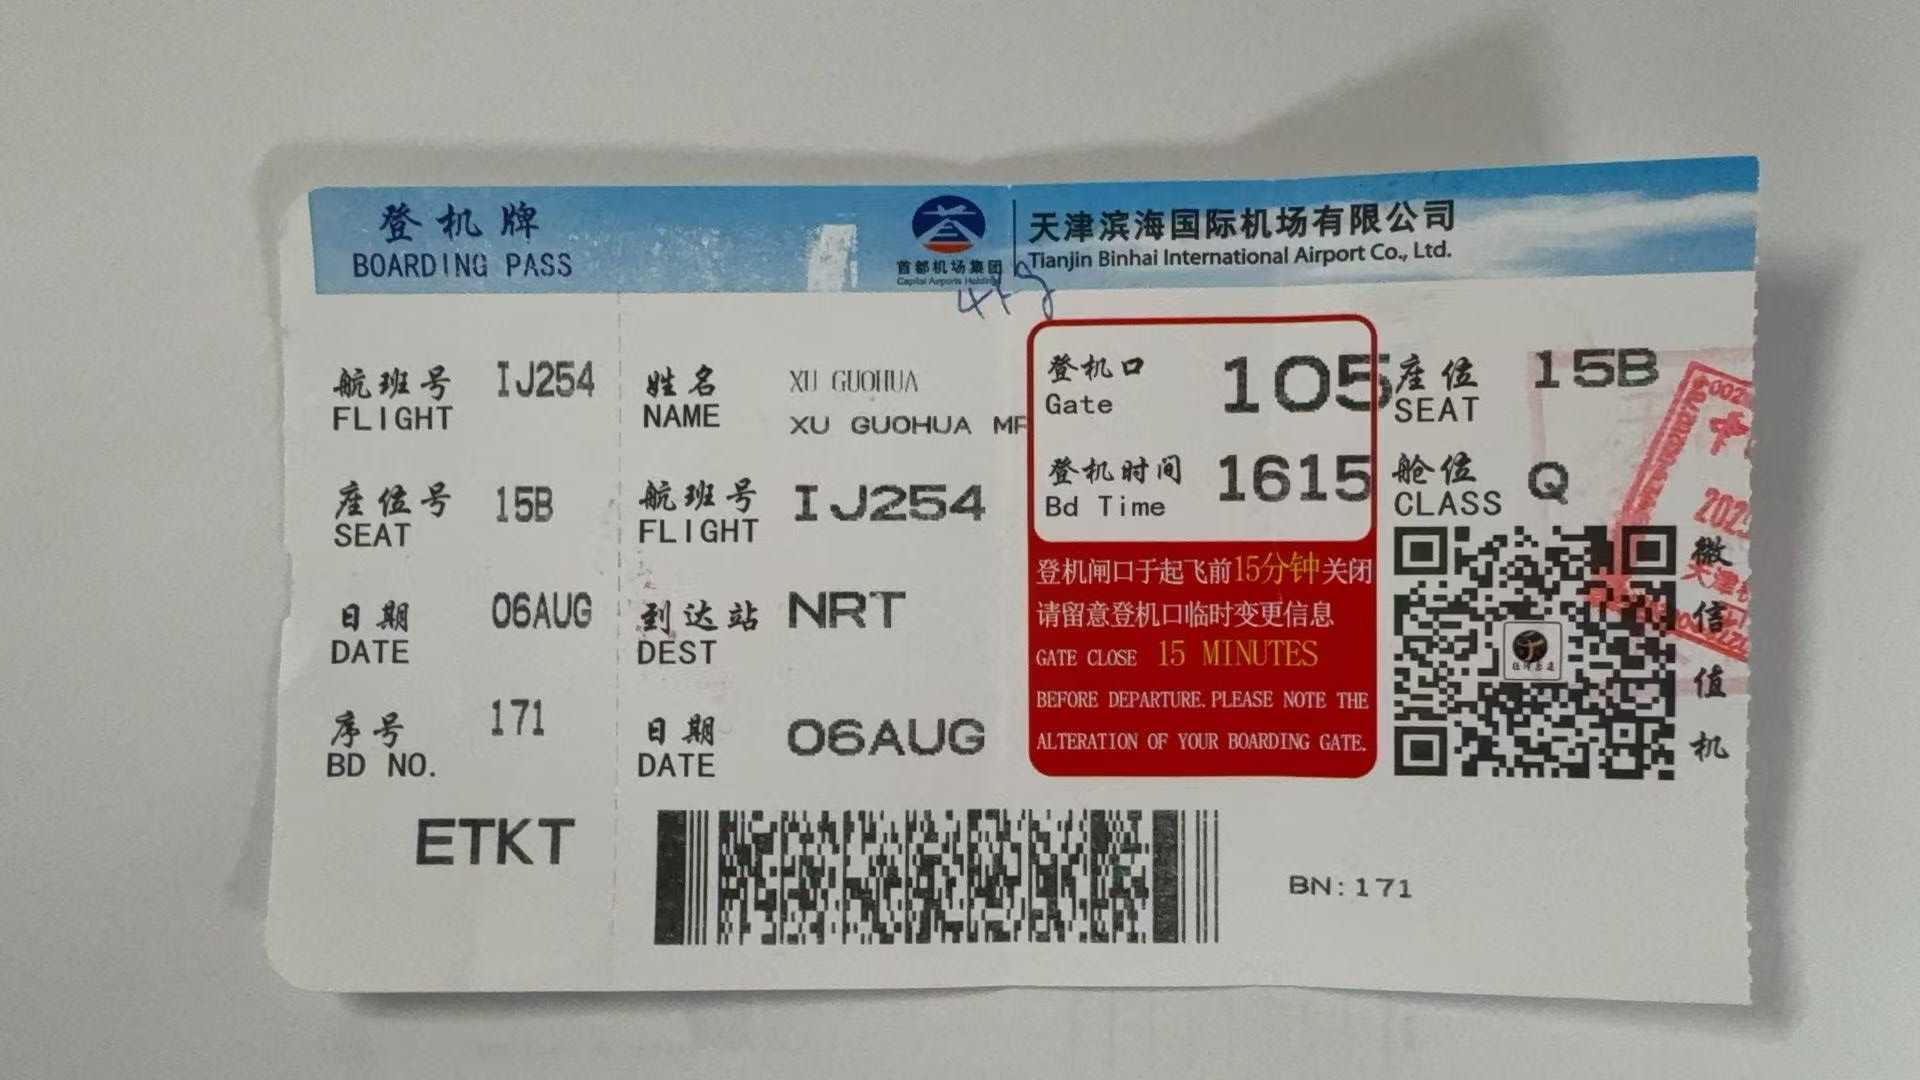 登机牌
BOARDING PASS
首都机场集团
Capital Airports Holdings
天津滨海国际机场有限公司
Tianjin Binhai International Airport Co., Ltd.
航班号 IJ254
FLIGHT
座位号 15B
SEAT
日期 06AUG
DATE
序号 171
BD NO.
ETKT
姓名 XU GUOHUA
NAME XU GUOHUA MR
航班号 IJ254
FLIGHT
到达站 NRT
DEST
日期 06AUG
DATE
登机口 105
Gate
登机时间 1615
Bd Time
登机闸口于起飞前15分钟关闭
请留意登机口临时变更信息
GATE CLOSE 15 MINUTES
BEFORE DEPARTURE.PLEASE NOTE THE
ALTERATION OF YOUR BOARDING GATE.
座位 15B
SEAT
舱位 Q
CLASS
微信值机
BN:171